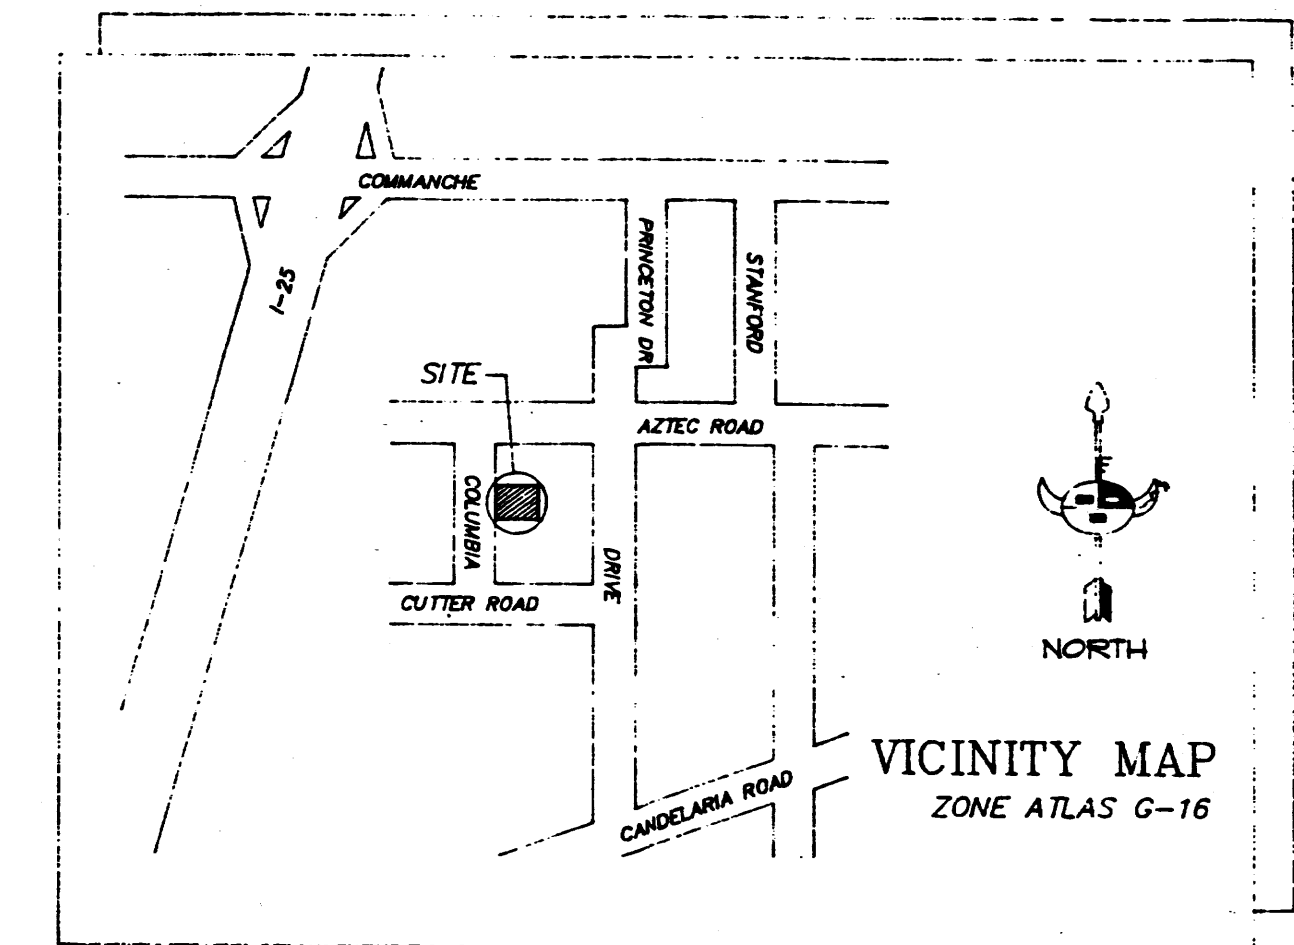 COMMANCHE
I-25
PRINCETON DR
STANFORD
SITE
AZTEC ROAD
COLUMBIA
DRIVE
CUTTER ROAD
NORTH
VICINITY MAP
CANDELARIA ROAD
ZONE ATLAS G-16